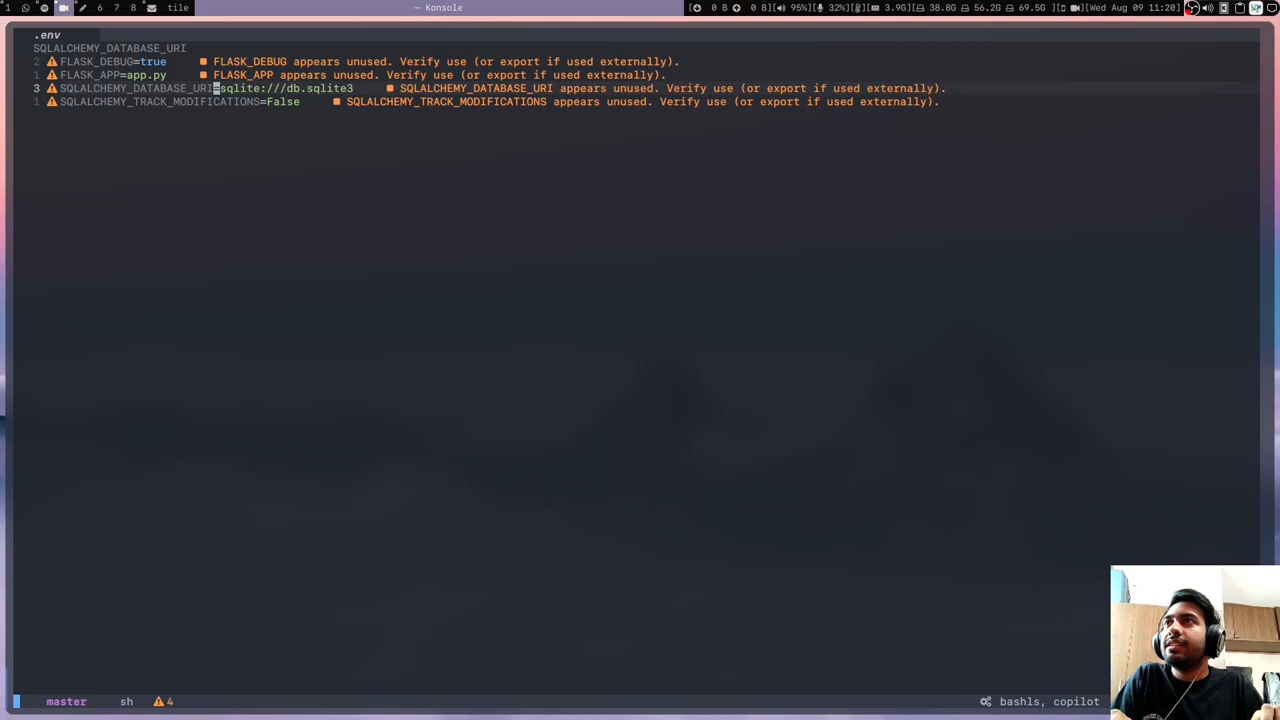 1 6 7 8 tile — Konsole 0 B 0 B 95% 32% 3.9G 38.8G 56.2G 69.5G Wed Aug 09 11:20
.env
SQLALCHEMY_DATABASE_URI
2 FLASK_DEBUG=true ■ FLASK_DEBUG appears unused. Verify use (or export if used externally).
1 FLASK_APP=app.py ■ FLASK_APP appears unused. Verify use (or export if used externally).
3 SQLALCHEMY_DATABASE_URI=sqlite:///db.sqlite3 ■ SQLALCHEMY_DATABASE_URI appears unused. Verify use (or export if used externally).
1 SQLALCHEMY_TRACK_MODIFICATIONS=False ■ SQLALCHEMY_TRACK_MODIFICATIONS appears unused. Verify use (or export if used externally).
master sh 4 bashls, copilot